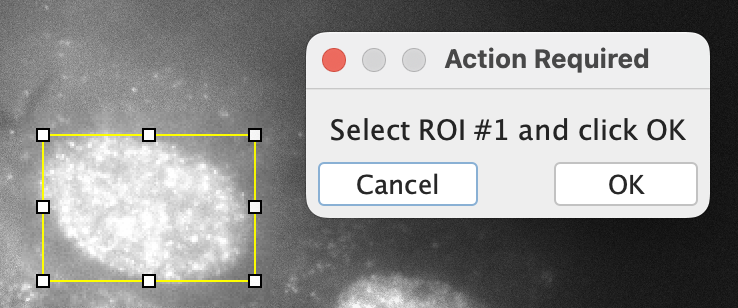 Action Required
Select ROI #1 and click OK
Cancel
OK